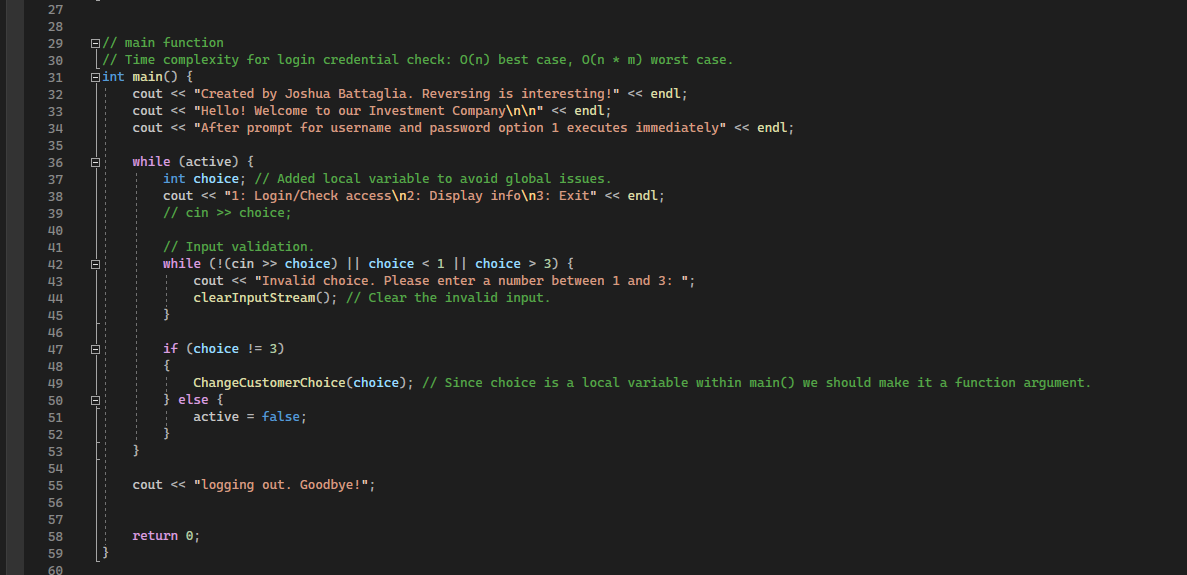 27
28
29 // main function
30 // Time complexity for login credential check: O(n) best case, O(n * m) worst case.
31 int main() {
32 cout << "Created by Joshua Battaglia. Reversing is interesting!" << endl;
33 cout << "Hello! Welcome to our Investment Company\n\n" << endl;
34 cout << "After prompt for username and password option 1 executes immediately" << endl;
35
36 while (active) {
37 int choice; // Added local variable to avoid global issues.
38 cout << "1: Login/Check access\n2: Display info\n3: Exit" << endl;
39 // cin >> choice;
40
41 // Input validation.
42 while (!(cin >> choice) || choice < 1 || choice > 3) {
43 cout << "Invalid choice. Please enter a number between 1 and 3: ";
44 clearInputStream(); // Clear the invalid input.
45 }
46
47 if (choice != 3)
48 {
49 ChangeCustomerChoice(choice); // Since choice is a local variable within main() we should make it a function argument.
50 } else {
51 active = false;
52 }
53 }
54
55 cout << "logging out. Goodbye!";
56
57
58 return 0;
59 }
60